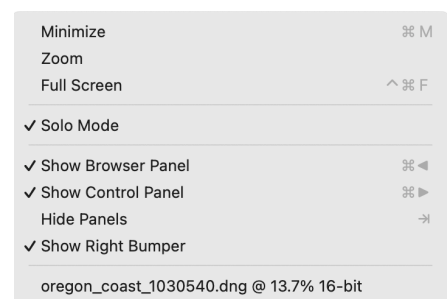 Minimize ⌘ M
Zoom
Full Screen ^ ⌘ F
✓ Solo Mode
✓ Show Browser Panel ⌘ ◀
✓ Show Control Panel ⌘ ▶
Hide Panels ⇥
✓ Show Right Bumper
oregon_coast_1030540.dng @ 13.7% 16-bit